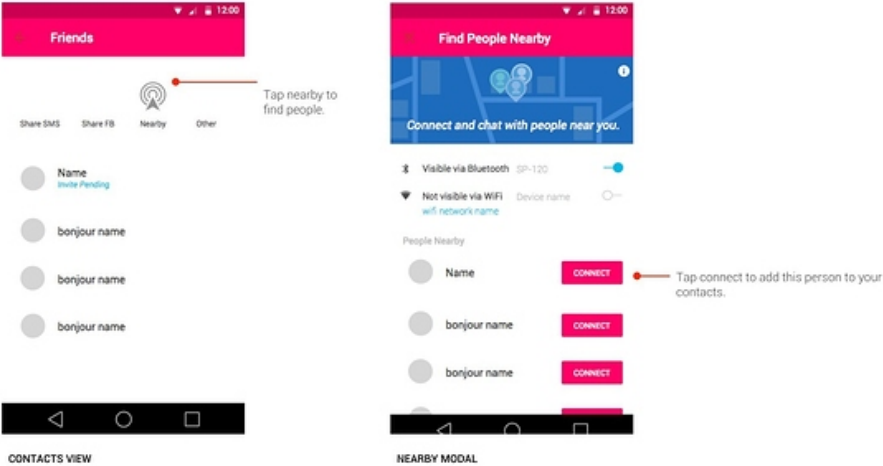 12:00
Friends
Tap nearby to
find people.
Share SMS Share FB Nearby Other
Name
Invite Pending
bonjour name
bonjour name
bonjour name
CONTACTS VIEW
12:00
Find People Nearby
Connect and chat with people near you.
Visible via Bluetooth SP-120
Not visible via WiFi Device name
wifi network name
People Nearby
Name CONNECT
Tap connect to add this person to your
contacts.
bonjour name CONNECT
bonjour name CONNECT
NEARBY MODAL